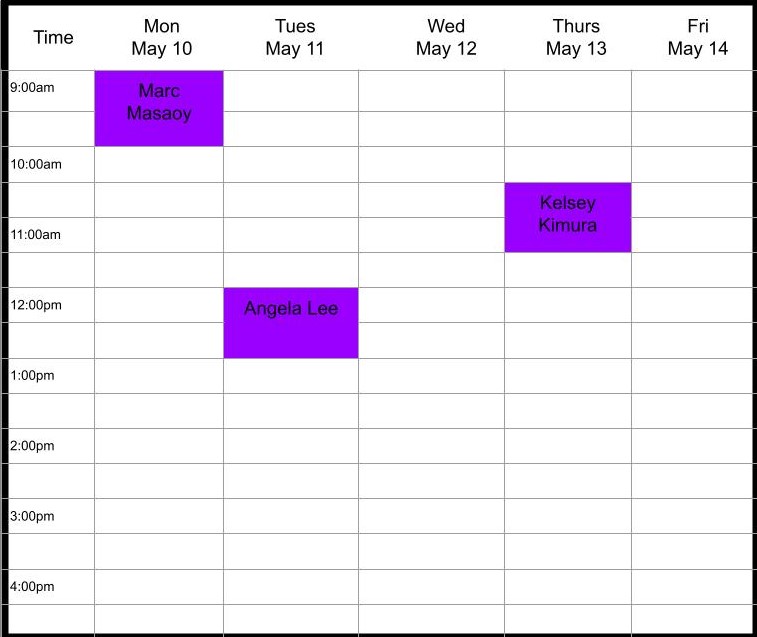 Time
Mon
May 10
Tues
May 11
Wed
May 12
Thurs
May 13
Fri
May 14
9:00am
Marc
Masaoy
10:00am
Kelsey
Kimura
11:00am
12:00pm
Angela Lee
1:00pm
2:00pm
3:00pm
4:00pm